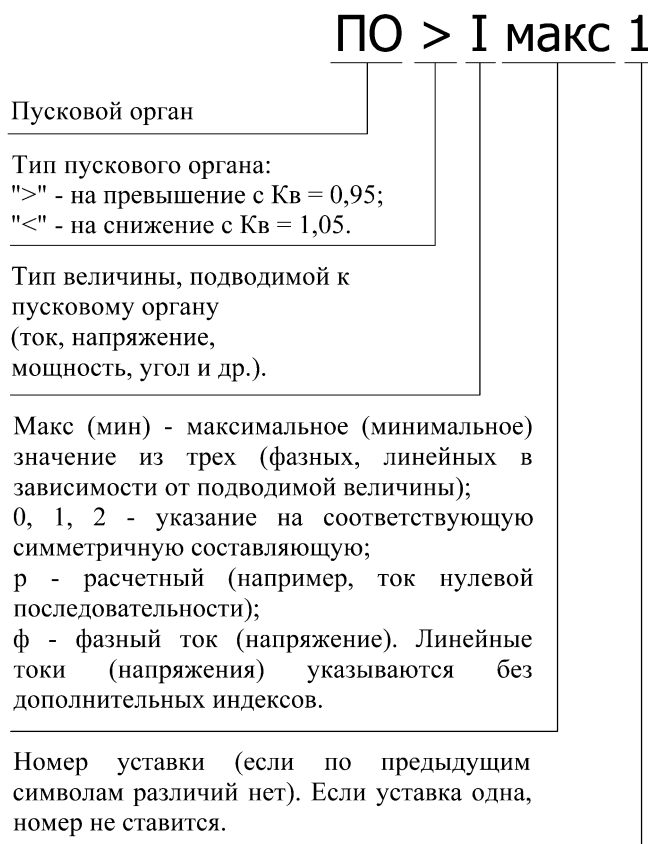 ПО > I макс 1
Пусковой орган
Тип пускового органа:
">" - на превышение с Кв = 0,95;
"<" - на снижение с Кв = 1,05.
Тип величины, подводимой к
пусковому органу
(ток, напряжение,
мощность, угол и др.).
Макс (мин) - максимальное (минимальное)
значение из трех (фазных, линейных в
зависимости от подводимой величины);
0, 1, 2 - указание на соответствующую
симметричную составляющую;
р - расчетный (например, ток нулевой
последовательности);
ф - фазный ток (напряжение). Линейные
токи (напряжения) указываются без
дополнительных индексов.
Номер уставки (если по предыдущим
символам различий нет). Если уставка одна,
номер не ставится.